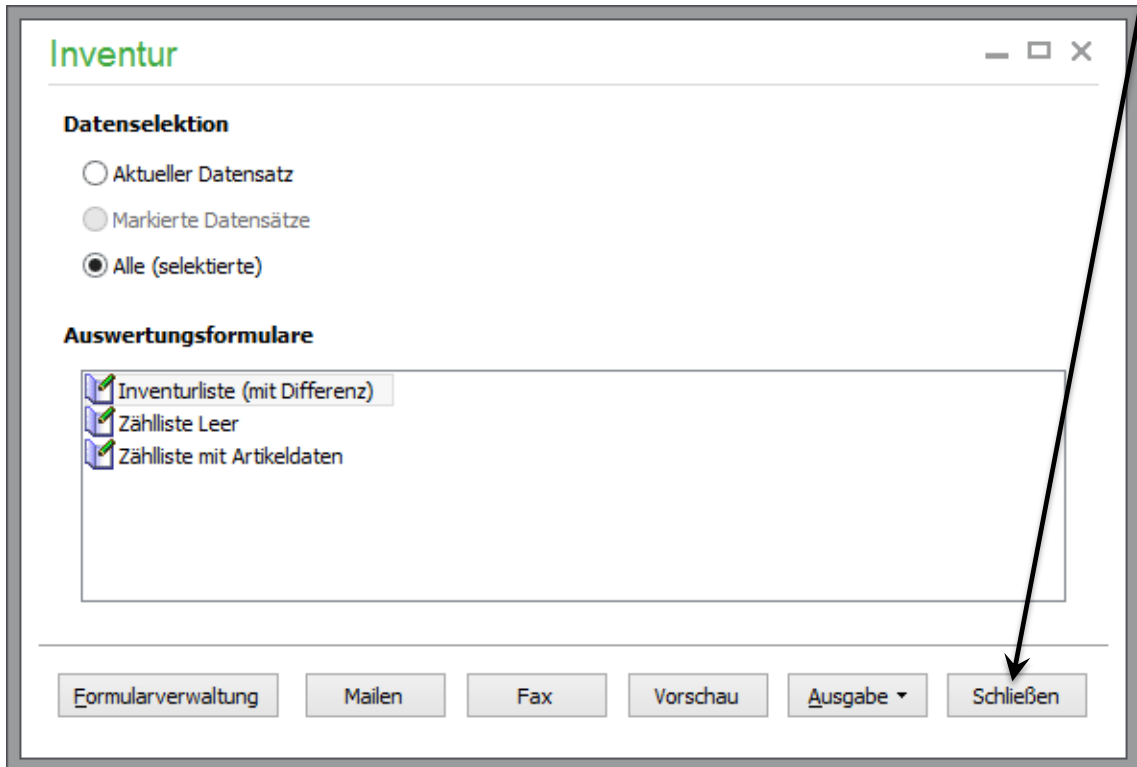 Inventur
Datenselektion
Aktueller Datensatz
Markierte Datensätze
Alle (selektierte)
Auswertungsformulare
Inventurliste (mit Differenz)
Zählliste Leer
Zählliste mit Artikeldaten
Formularverwaltung Mailen Fax Vorschau Ausgabe Schließen